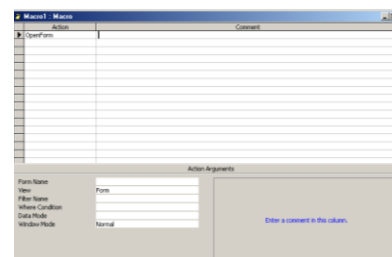 Macro1 : Macro
Action Comment
OpenForm
Action Arguments
Form Name
View Form
Filter Name
Where Condition
Data Mode
Window Mode Normal
Enter a comment in this column.